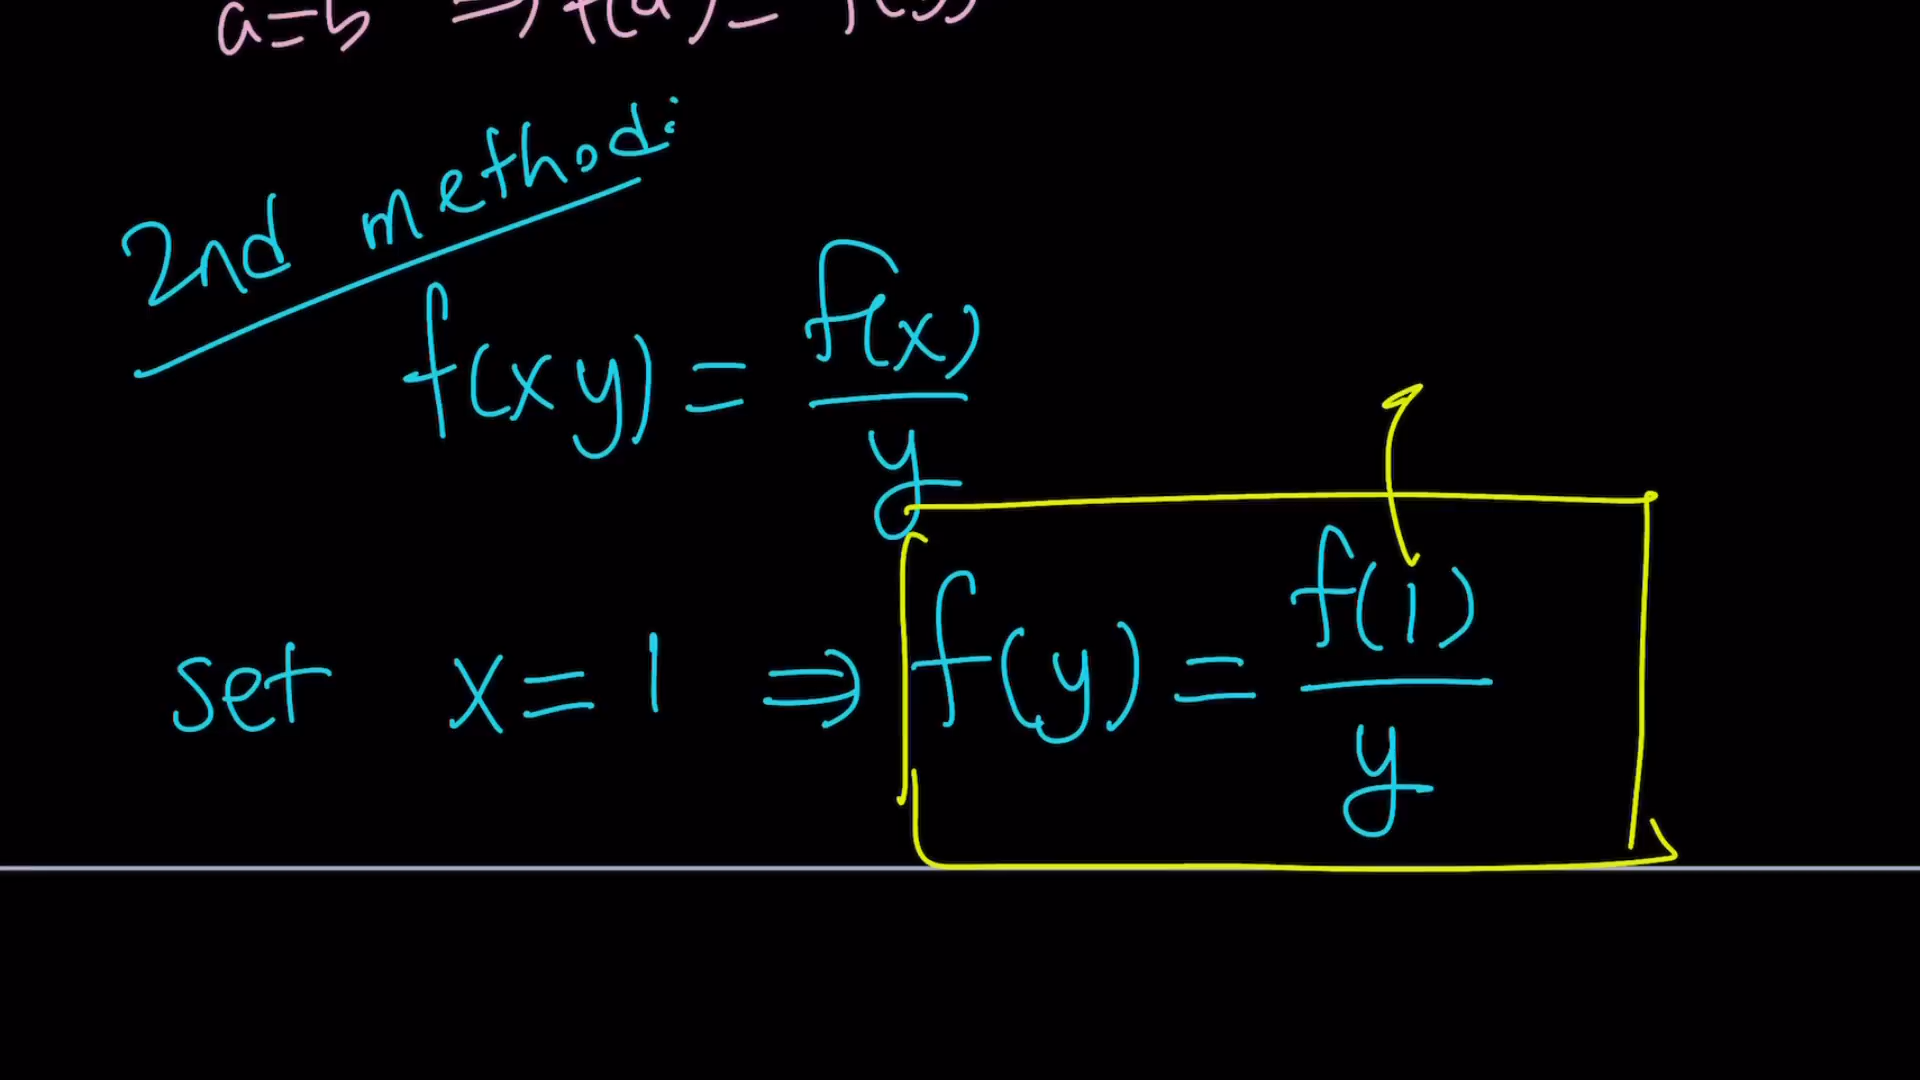 a=b ⇒ f(a) = f(b)
2nd method:
f(xy) = f(x)/y
set x=1 ⇒ f(y) = f(1)/y